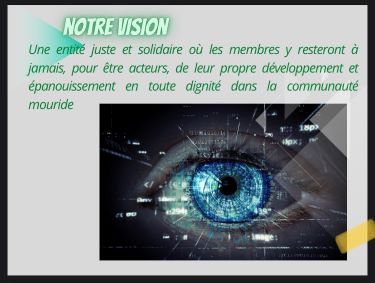 NOTRE VISION
Une entité juste et solidaire où les membres y resteront à
jamais, pour être acteurs, de leur propre développement et
épanouissement en toute dignité dans la communauté
mouride